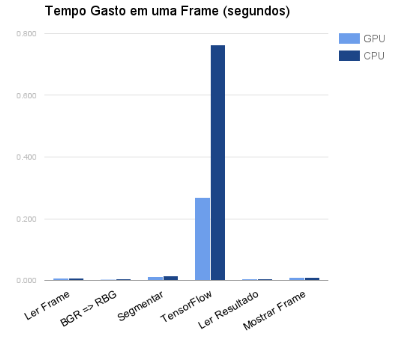 Tempo Gasto em uma Frame (segundos)
0.800
0.600
0.400
0.200
0.000
GPU
CPU
Ler Frame
BGR => RBG
Segmentar
TensorFlow
Ler Resultado
Mostrar Frame